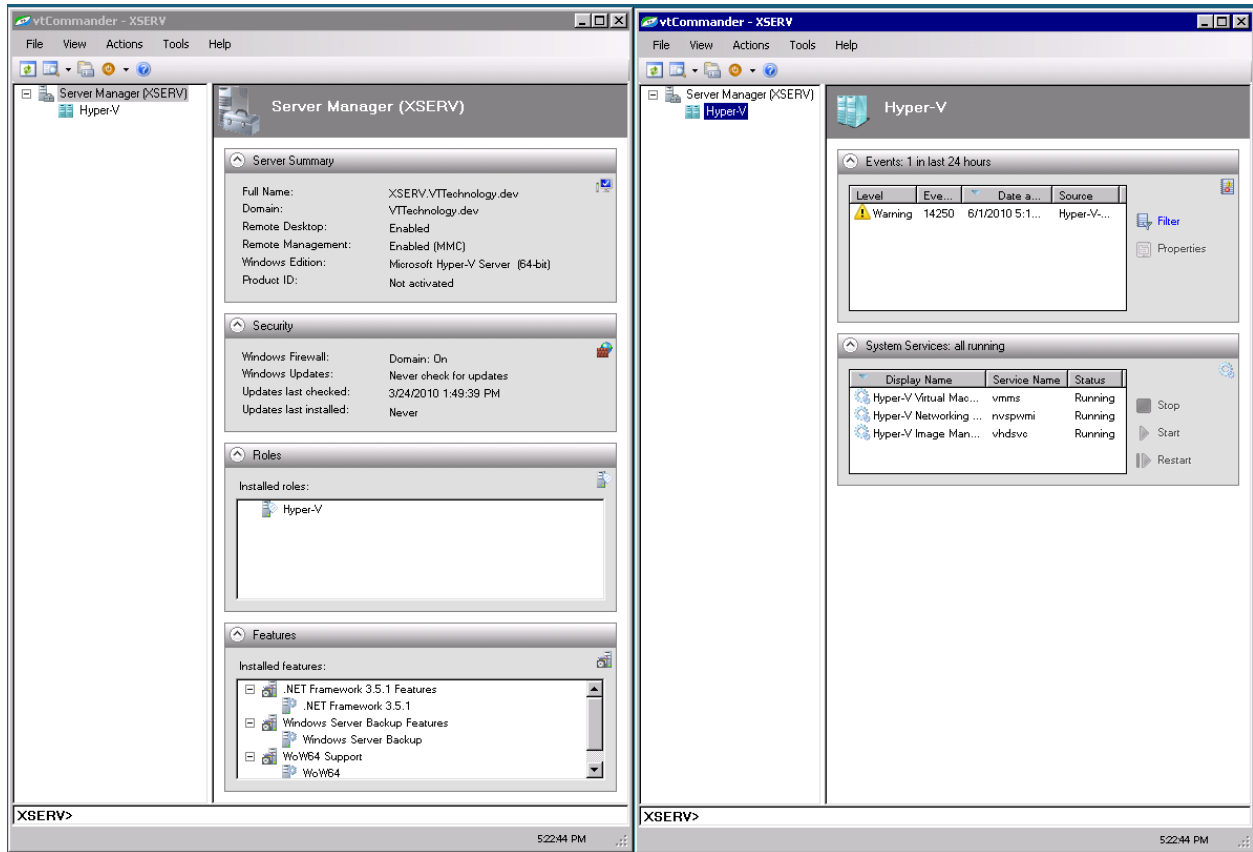 vtCommander - XSERV
File View Actions Tools Help
Server Manager (XSERV)
Hyper-V
Server Manager (XSERV)
Server Summary
Full Name: XSERV.VTTechnology.dev
Domain: VTTechnology.dev
Remote Desktop: Enabled
Remote Management: Enabled (MMC)
Windows Edition: Microsoft Hyper-V Server (64-bit)
Product ID: Not activated
Security
Windows Firewall: Domain: On
Windows Updates: Never check for updates
Updates last checked: 3/24/2010 1:49:39 PM
Updates last installed: Never
Roles
Installed roles:
Hyper-V
Features
Installed features:
.NET Framework 3.5.1 Features
.NET Framework 3.5.1
Windows Server Backup Features
Windows Server Backup
WoW64 Support
WoW64
XSERV>
5:22:44 PM
vtCommander - XSERV
File View Actions Tools Help
Server Manager (XSERV)
Hyper-V
Hyper-V
Events: 1 in last 24 hours
Level Eve... Date a... Source
Warning 14250 6/1/2010 5:1... Hyper-V-...
Filter
Properties
System Services: all running
Display Name Service Name Status
Hyper-V Virtual Mac... vmms Running
Hyper-V Networking ... nvspwmi Running
Hyper-V Image Man... vhdsvc Running
Stop
Start
Restart
XSERV>
5:22:44 PM